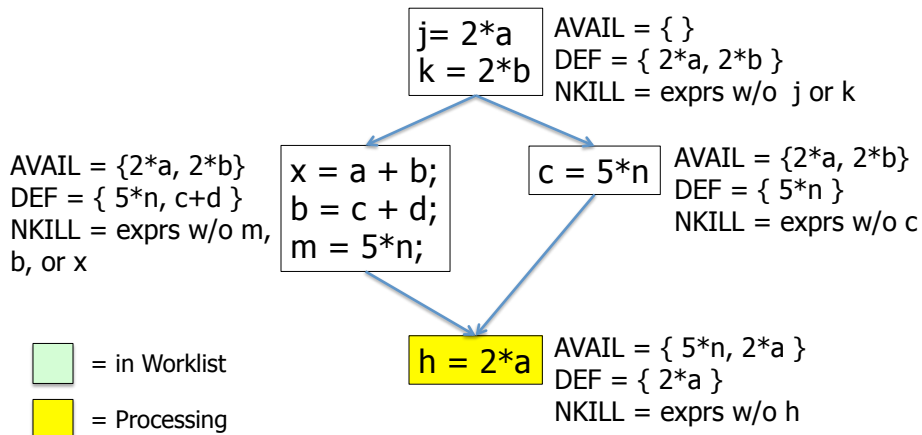 j= 2*a
k = 2*b
AVAIL = { }
DEF = { 2*a, 2*b }
NKILL = exprs w/o  j or k
AVAIL = {2*a, 2*b}
DEF = { 5*n, c+d }
NKILL = exprs w/o m,
b, or x
x = a + b;
b = c + d;
m = 5*n;
c = 5*n
AVAIL = {2*a, 2*b}
DEF = { 5*n }
NKILL = exprs w/o c
h = 2*a
AVAIL = { 5*n, 2*a }
DEF = { 2*a }
NKILL = exprs w/o h
= in Worklist
= Processing